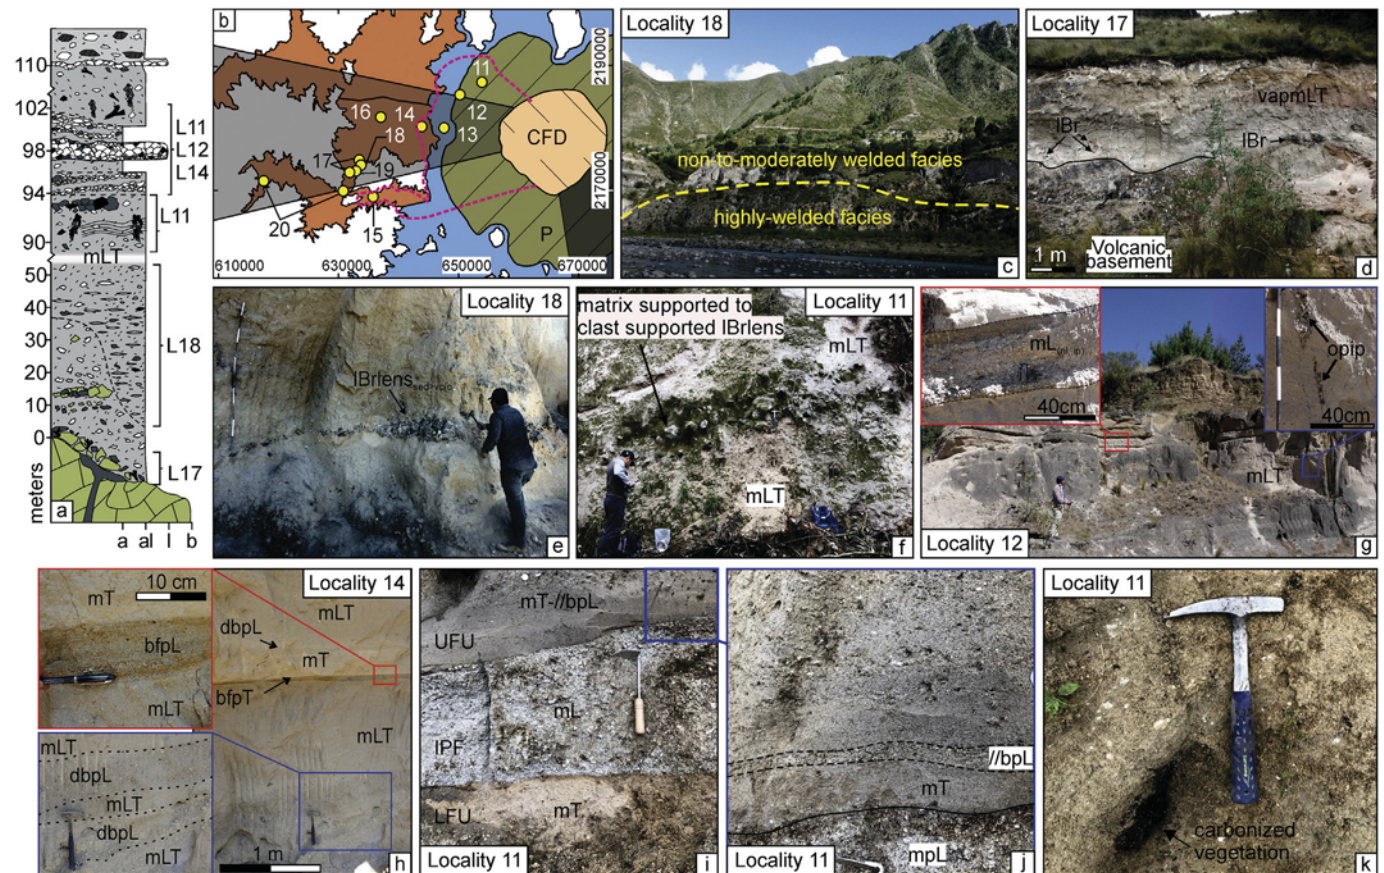 110
102
98
94
90
mLT
50
40
30
20
10
0
meters
L11
L12
L14
L11
L18
L17
a
a al l b
b
11
12
13
14
16
18
17
19
20
15
CFD
P
2190000
2170000
610000
630000
650000
670000
Locality 18
non-to-moderately welded facies
highly-welded facies
c
Locality 17
vapmLT
lBr
lBr
Volcanic
basement
1 m
d
Locality 18
e
matrix supported to
clast supported lBrlens
Locality 11
mLT
mLT
f
40cm
opip
40cm
mLT
Locality 12
g
10 cm
mT
bfpL
mLT
Locality 14
mLT
dbpL
mT
bfpT
mLT
mLT
dbpL
mLT
dbpL
mLT
1 m
h
mT-//bpL
UFU
mL
IPF
LFU
mT
Locality 11
i
//bpL
mT
Locality 11
mpL
j
Locality 11
carbonized
vegetation
k